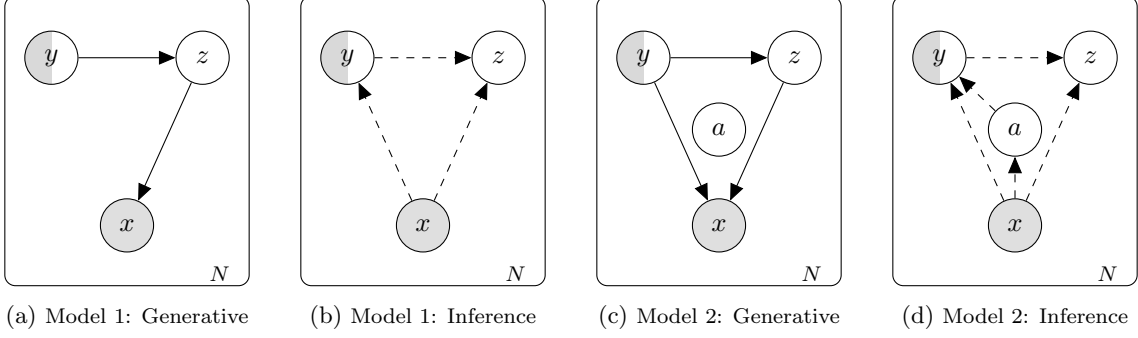 y z x N
y z x N
y z a x N
y z a x N
(a) Model 1: Generative
(b) Model 1: Inference
(c) Model 2: Generative
(d) Model 2: Inference